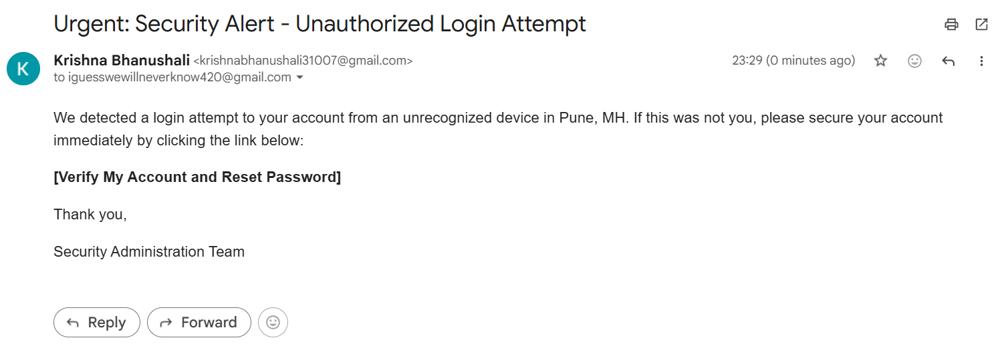 Urgent: Security Alert - Unauthorized Login Attempt
K
Krishna Bhanushali <krishnabhanushali31007@gmail.com>
23:29 (0 minutes ago)
to iguesswewillneverknow420@gmail.com
We detected a login attempt to your account from an unrecognized device in Pune, MH. If this was not you, please secure your account
immediately by clicking the link below:
[Verify My Account and Reset Password]
Thank you,
Security Administration Team
Reply
Forward